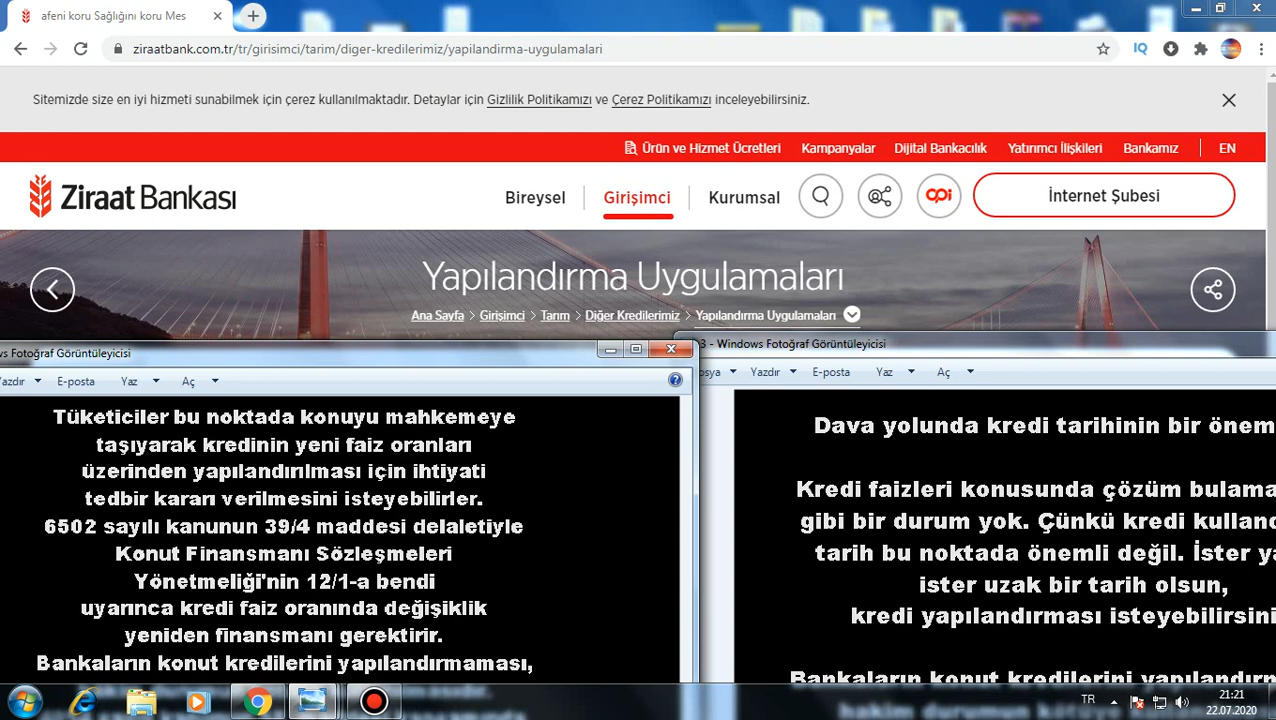 afeni koru Sağlığını koru Mes
ziraatbank.com.tr/tr/girisimci/tarim/diger-kredilerimiz/yapilandirma-uygulamalari
IQ
Sitemizde size en iyi hizmeti sunabilmek için çerez kullanılmaktadır. Detaylar için Gizlilik Politikamızı ve Çerez Politikamızı inceleyebilirsiniz.
Ürün ve Hizmet Ücretleri Kampanyalar Dijital Bankacılık Yatırımcı İlişkileri Bankamız EN
Ziraat Bankası Bireysel Girişimci Kurumsal İnternet Şubesi
Yapılandırma Uygulamaları
Ana Sayfa > Girişimci > Tarım > Diğer Kredilerimiz > Yapılandırma Uygulamaları
ws Fotoğraf Görüntüleyicisi
Yazdır E-posta Yaz Aç
Tüketiciler bu noktada konuyu mahkemeye
taşıyarak kredinin yeni faiz oranları
üzerinden yapılandırılması için ihtiyati
tedbir kararı verilmesini isteyebilirler.
6502 sayılı kanunun 39/4 maddesi delaletiyle
Konut Finansmanı Sözleşmeleri
Yönetmeliği'nin 12/1-a bendi
uyarınca kredi faiz oranında değişiklik
yeniden finansmanı gerektirir.
Bankaların konut kredilerini yapılandırmaması,
3 - Windows Fotoğraf Görüntüleyicisi
osya Yazdır E-posta Yaz Aç
Dava yolunda kredi tarihinin bir önem
Kredi faizleri konusunda çözüm bulama
gibi bir durum yok. Çünkü kredi kulland
tarih bu noktada önemli değil. İster ya
ister uzak bir tarih olsun,
kredi yapılandırması isteyebilirsini
Bankaların konut kredilerini yapılandırm
TR
21:21
22.07.2020